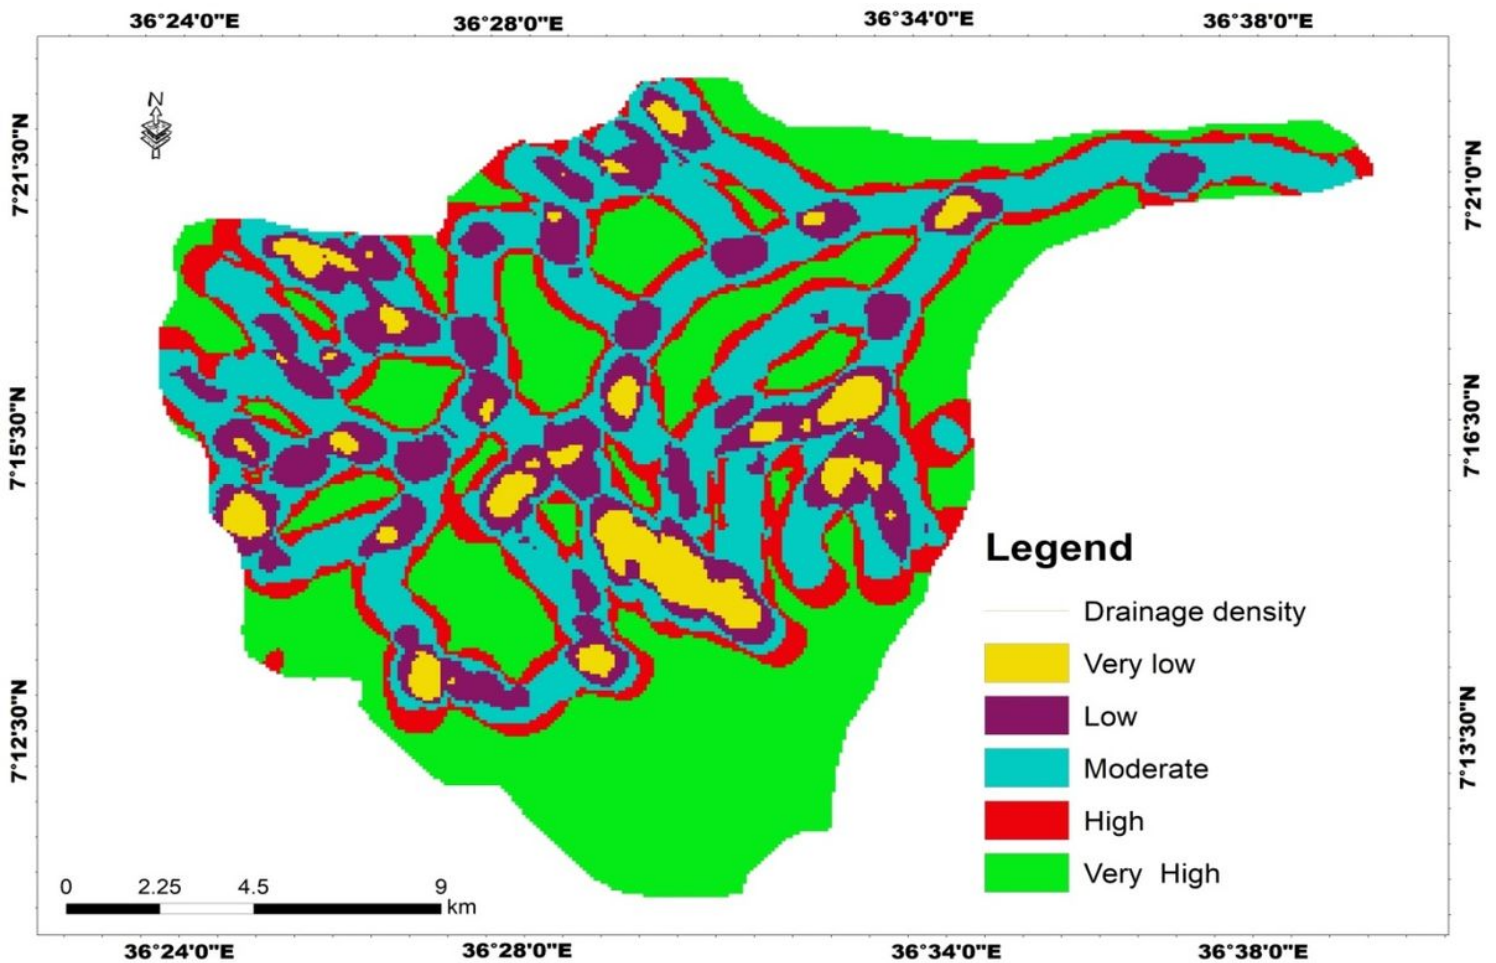 36°24'0"E 36°28'0"E 36°34'0"E 36°38'0"E
N
7°21'30"N
7°21'0"N
7°15'30"N
7°16'30"N
7°12'30"N
7°13'30"N
Legend
Drainage density
Very low
Low
Moderate
High
Very High
0 2.25 4.5 9
km
36°24'0"E 36°28'0"E 36°34'0"E 36°38'0"E